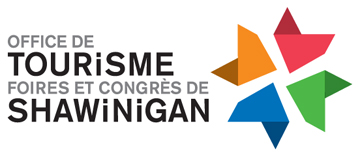 OFFICE DE
TOURiSME
FOIRES ET CONGRÈS DE
SHAWiNiGAN